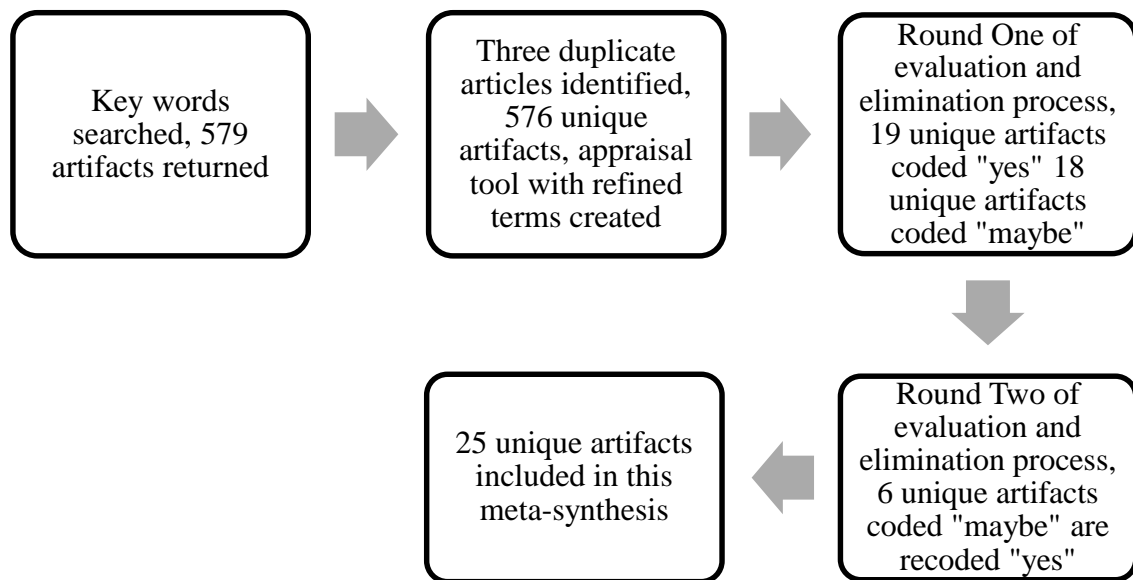 Key words
searched, 579
artifacts returned
Three duplicate
articles identified,
576 unique
artifacts, appraisal
tool with refined
terms created
Round One of
evaluation and
elimination process,
19 unique artifacts
coded "yes" 18
unique artifacts
coded "maybe"
Round Two of
evaluation and
elimination process,
6 unique artifacts
coded "maybe" are
recoded "yes"
25 unique artifacts
included in this
meta-synthesis